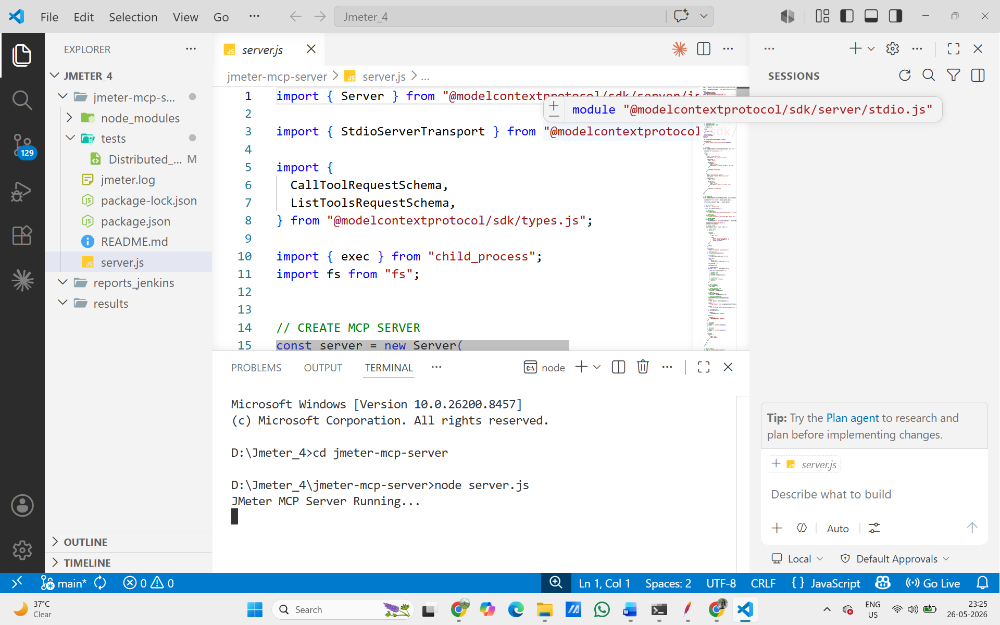 File Edit Selection View Go ...
Jmeter_4
EXPLORER
JMETER_4
jmeter-mcp-s...
node_modules
tests
Distributed_... M
jmeter.log
package-lock.json
package.json
README.md
server.js
reports_jenkins
results
OUTLINE
TIMELINE
129
server.js
jmeter-mcp-server > server.js > ...
1 import { Server } from "@modelcontextprotocol/sdk/server/in
2
3 import { StdioServerTransport } from "@modelcontextprotocol/sdk/
4
5 import {
6 CallToolRequestSchema,
7 ListToolsRequestSchema,
8 } from "@modelcontextprotocol/sdk/types.js";
9
10 import { exec } from "child_process";
11 import fs from "fs";
12
13
14 // CREATE MCP SERVER
15 const server = new Server(
module "@modelcontextprotocol/sdk/server/stdio.js"
PROBLEMS OUTPUT TERMINAL ...
node
Microsoft Windows [Version 10.0.26200.8457]
(c) Microsoft Corporation. All rights reserved.
D:\Jmeter_4>cd jmeter-mcp-server
D:\Jmeter_4\jmeter-mcp-server>node server.js
JMeter MCP Server Running...
SESSIONS
Tip: Try the Plan agent to research and
plan before implementing changes.
server.js
Describe what to build
Auto
Local
Default Approvals
main* 0 0
Ln 1, Col 1 Spaces: 2 UTF-8 CRLF {} JavaScript Go Live
37°C
Clear
Search
ENG
US
23:25
26-05-2026